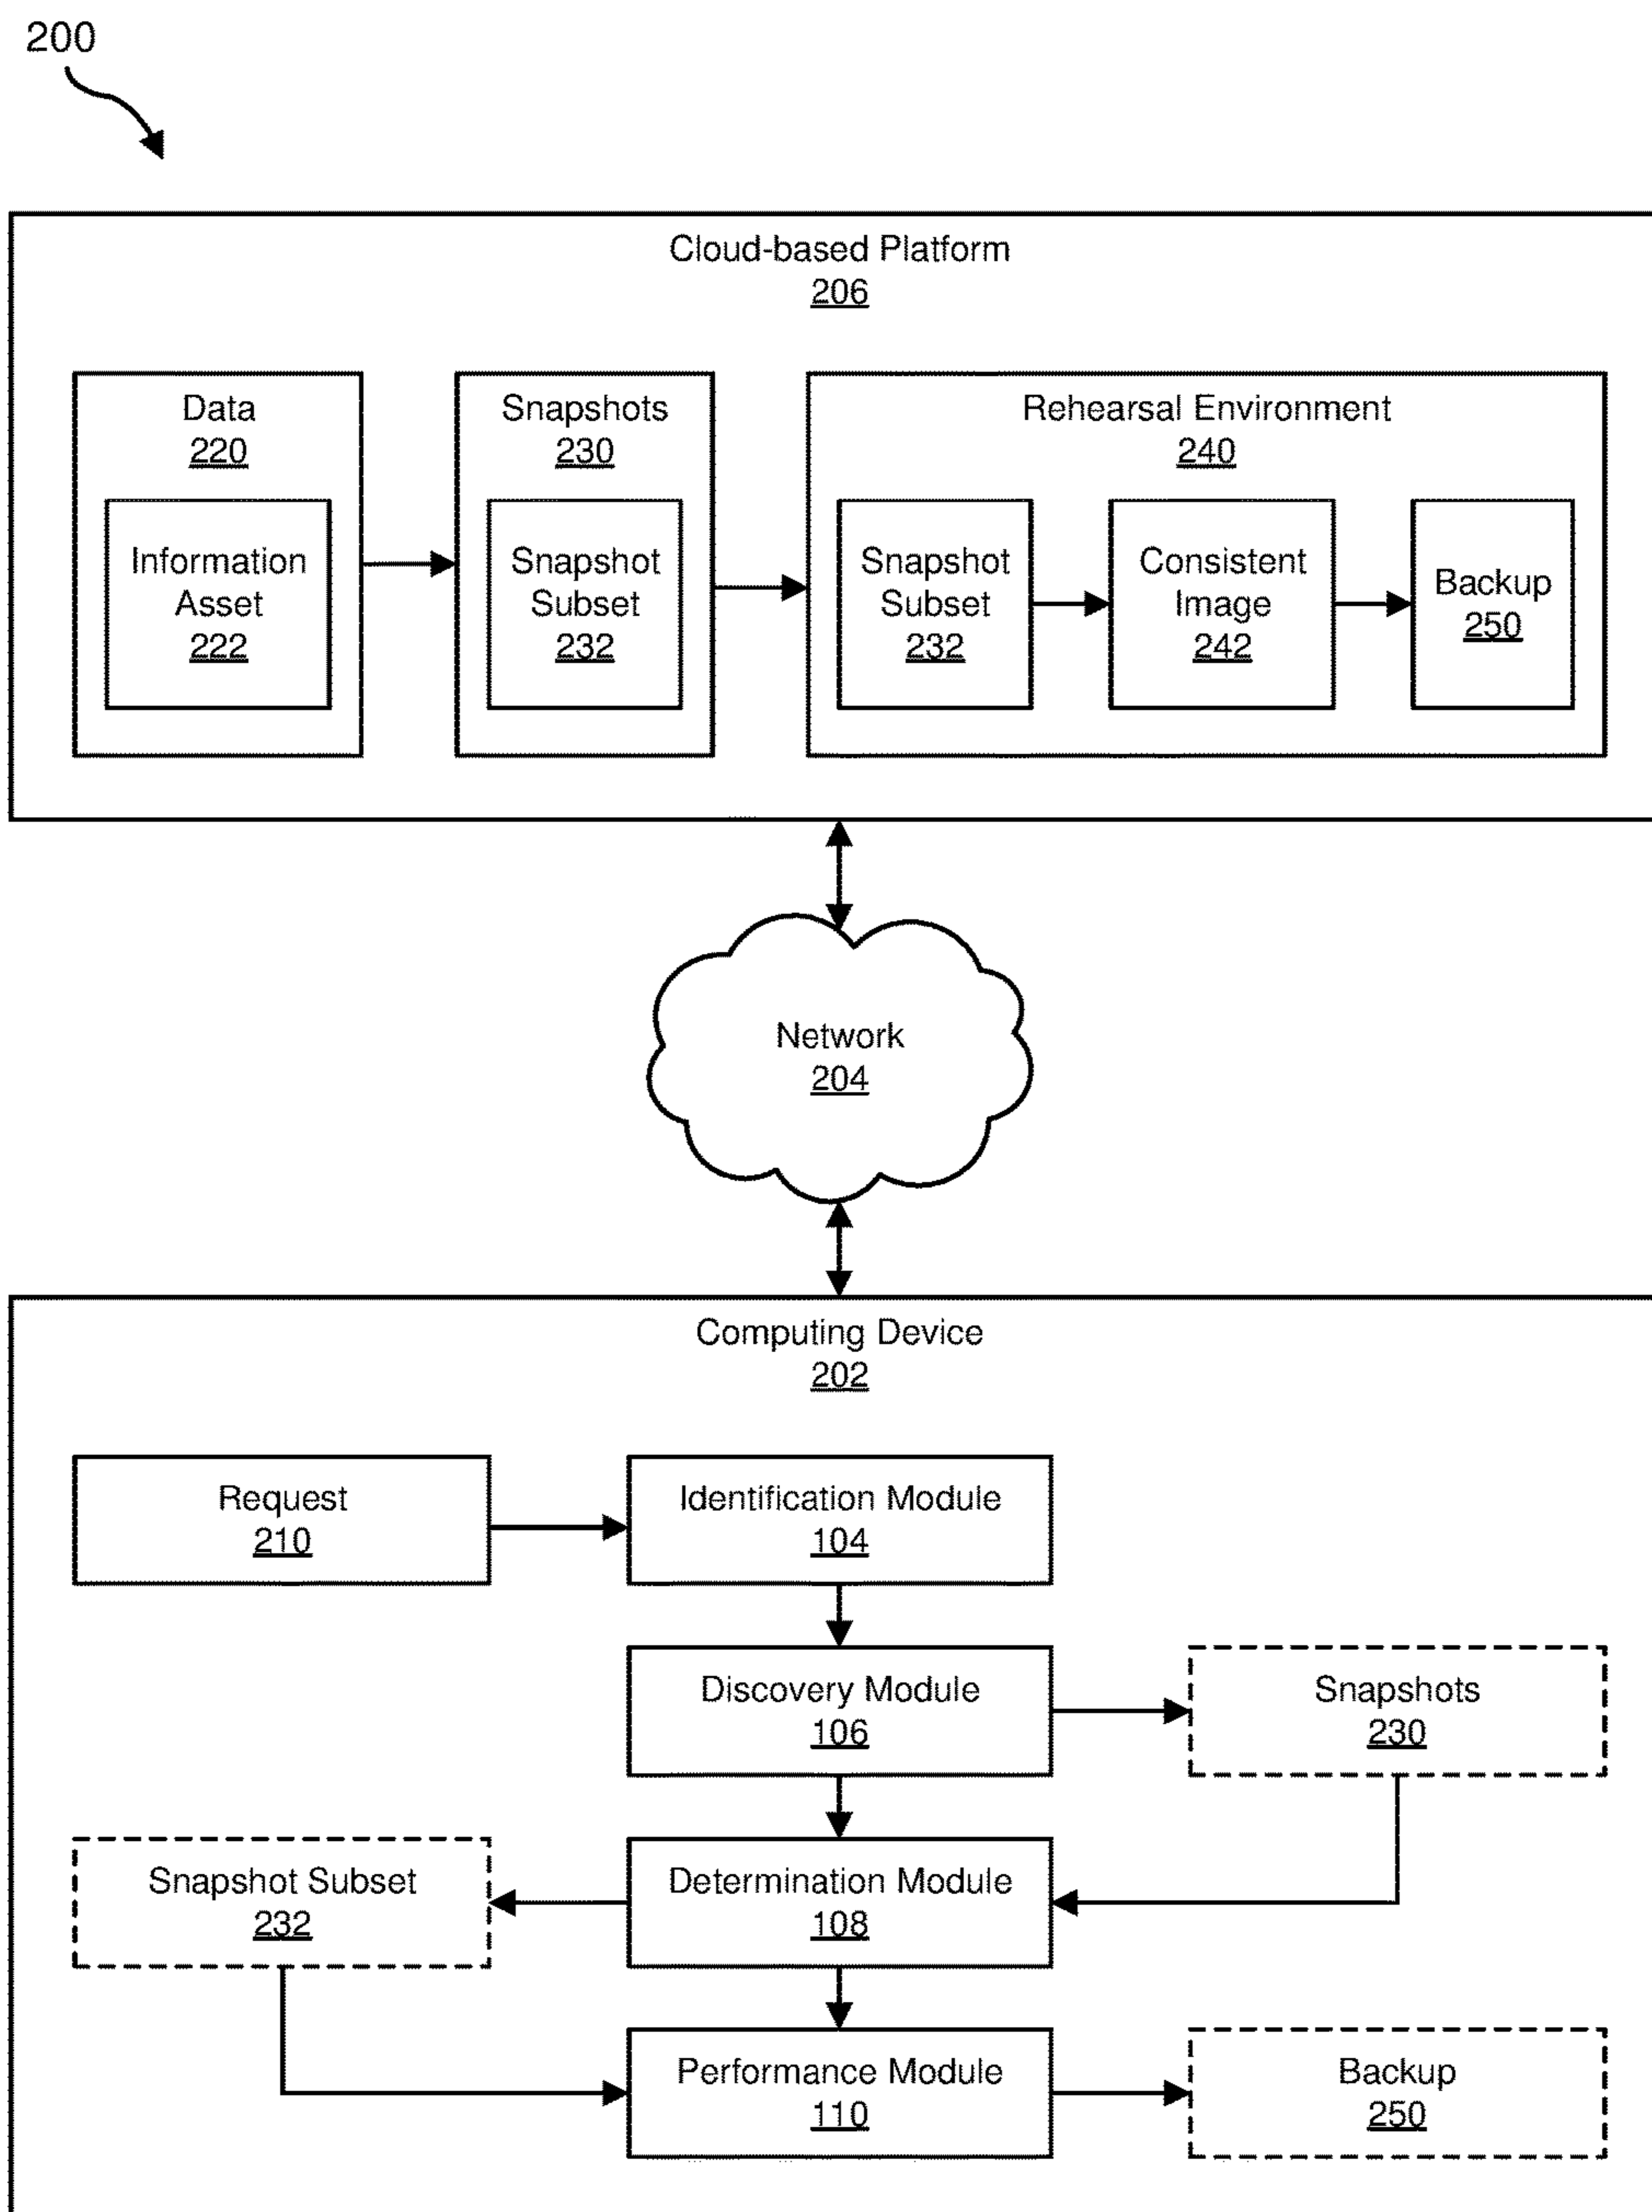 200
Cloud-based Platform
206
Data
220
Information
Asset
222
Snapshots
230
Snapshot
Subset
232
Rehearsal Environment
240
Snapshot
Subset
232
Consistent
Image
242
Backup
250
Network
204
Computing Device
202
Request
210
Identification Module
104
Discovery Module
106
Snapshots
230
Snapshot Subset
232
Determination Module
108
Performance Module
110
Backup
250